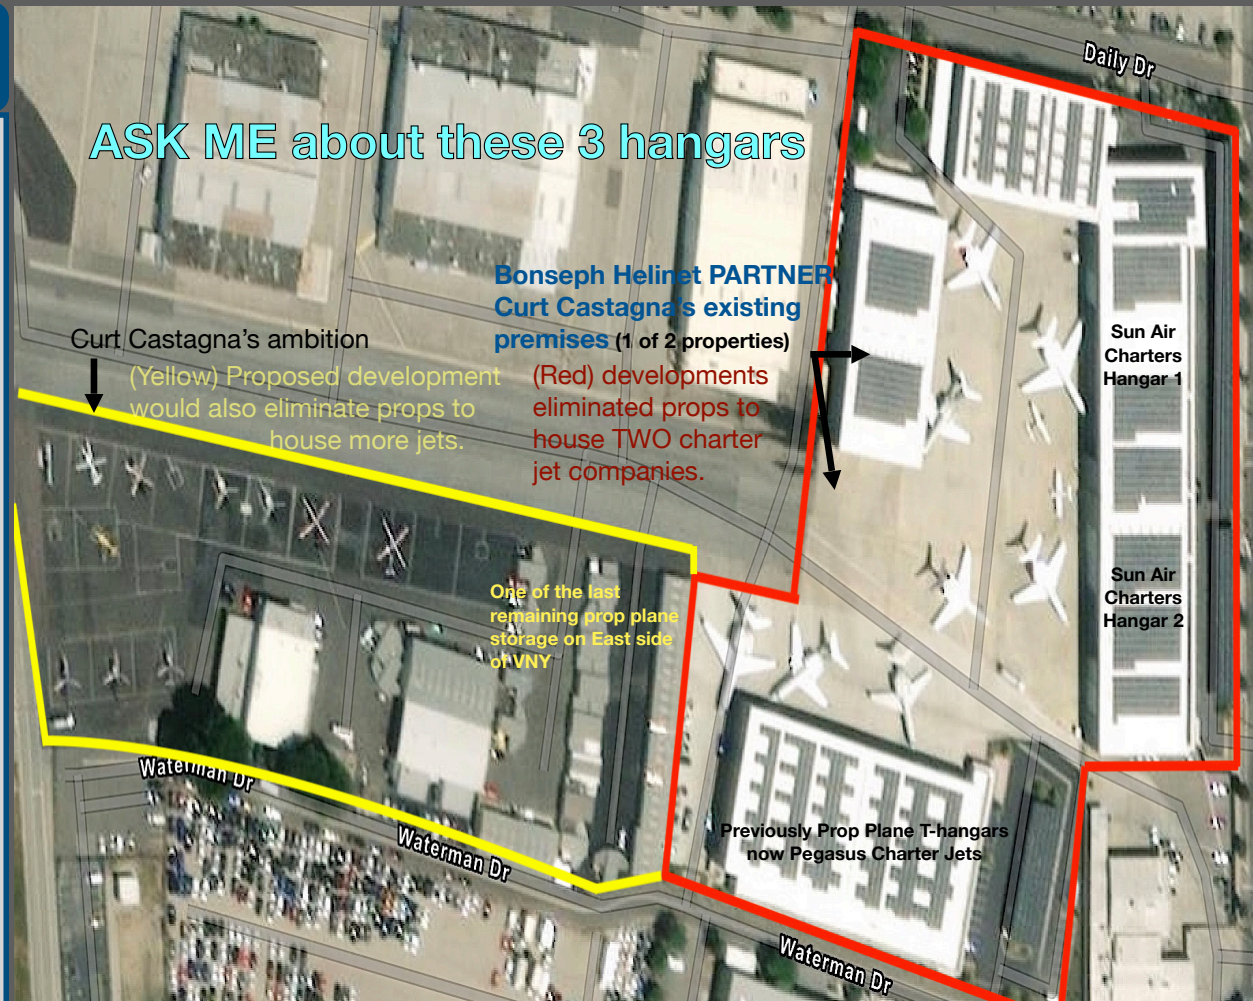 Daily Dr
ASK ME about these 3 hangars
Bonseph Helinet PARTNER
Curt Castagna's existing
premises (1 of 2 properties)
Curt Castagna's ambition
(Yellow) Proposed development
would also eliminate props to
house more jets.
(Red) developments
eliminated props to
house TWO charter
jet companies.
Sun Air
Charters
Hangar 1
Sun Air
Charters
Hangar 2
One of the last
remaining prop plane
storage on East side
of VNY
Waterman Dr
Waterman Dr
Previously Prop Plane T-hangars
now Pegasus Charter Jets
Waterman Dr